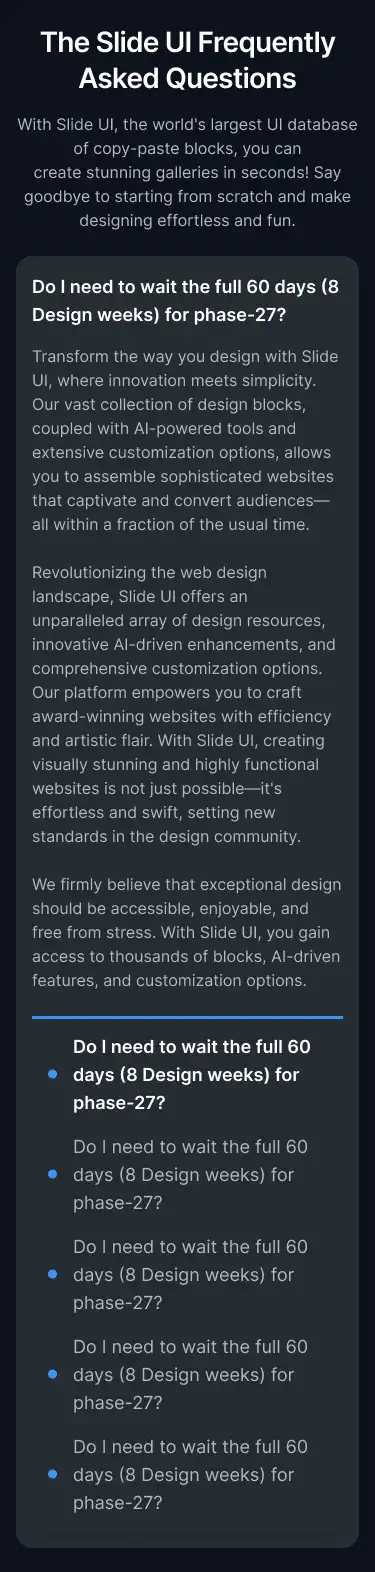 The Slide UI Frequently
Asked Questions
With Slide UI, the world's largest UI database
of copy-paste blocks, you can
create stunning galleries in seconds! Say
goodbye to starting from scratch and make
designing effortless and fun.
Do I need to wait the full 60 days (8
Design weeks) for phase-27?
Transform the way you design with Slide
UI, where innovation meets simplicity.
Our vast collection of design blocks,
coupled with AI-powered tools and
extensive customization options, allows
you to assemble sophisticated websites
that captivate and convert audiences—
all within a fraction of the usual time.
Revolutionizing the web design
landscape, Slide UI offers an
unparalleled array of design resources,
innovative AI-driven enhancements, and
comprehensive customization options.
Our platform empowers you to craft
award-winning websites with efficiency
and artistic flair. With Slide UI, creating
visually stunning and highly functional
websites is not just possible—it's
effortless and swift, setting new
standards in the design community.
We firmly believe that exceptional design
should be accessible, enjoyable, and
free from stress. With Slide UI, you gain
access to thousands of blocks, AI-driven
features, and customization options.
Do I need to wait the full 60
days (8 Design weeks) for
phase-27?
Do I need to wait the full 60
days (8 Design weeks) for
phase-27?
Do I need to wait the full 60
days (8 Design weeks) for
phase-27?
Do I need to wait the full 60
days (8 Design weeks) for
phase-27?
Do I need to wait the full 60
days (8 Design weeks) for
phase-27?